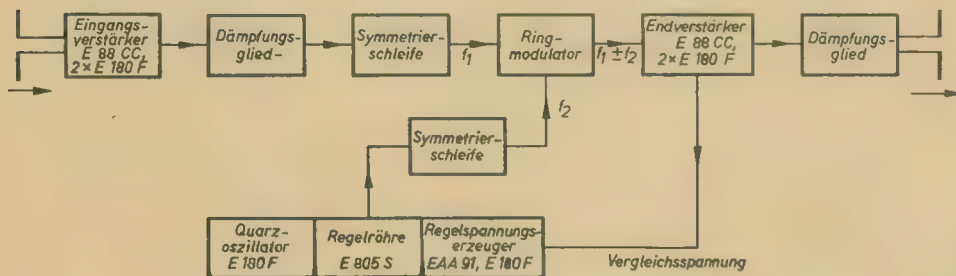 Eingangs-
verstärker
E 88 CC,
2× E 180 F
Dämpfungs-
glied-
Symmetrier-
schleife
f₁
Ring-
modulator
f₁ ± f₂
Endverstärker
E 88 CC,
2× E 180 F
Dämpfungs-
glied
f₂
Symmetrier-
schleife
Quarz-
oszillator
E 180 F
Regelröhre
E 805 S
Regelspannungs-
erzeuger
EAA 91, E 180 F
Vergleichsspannung